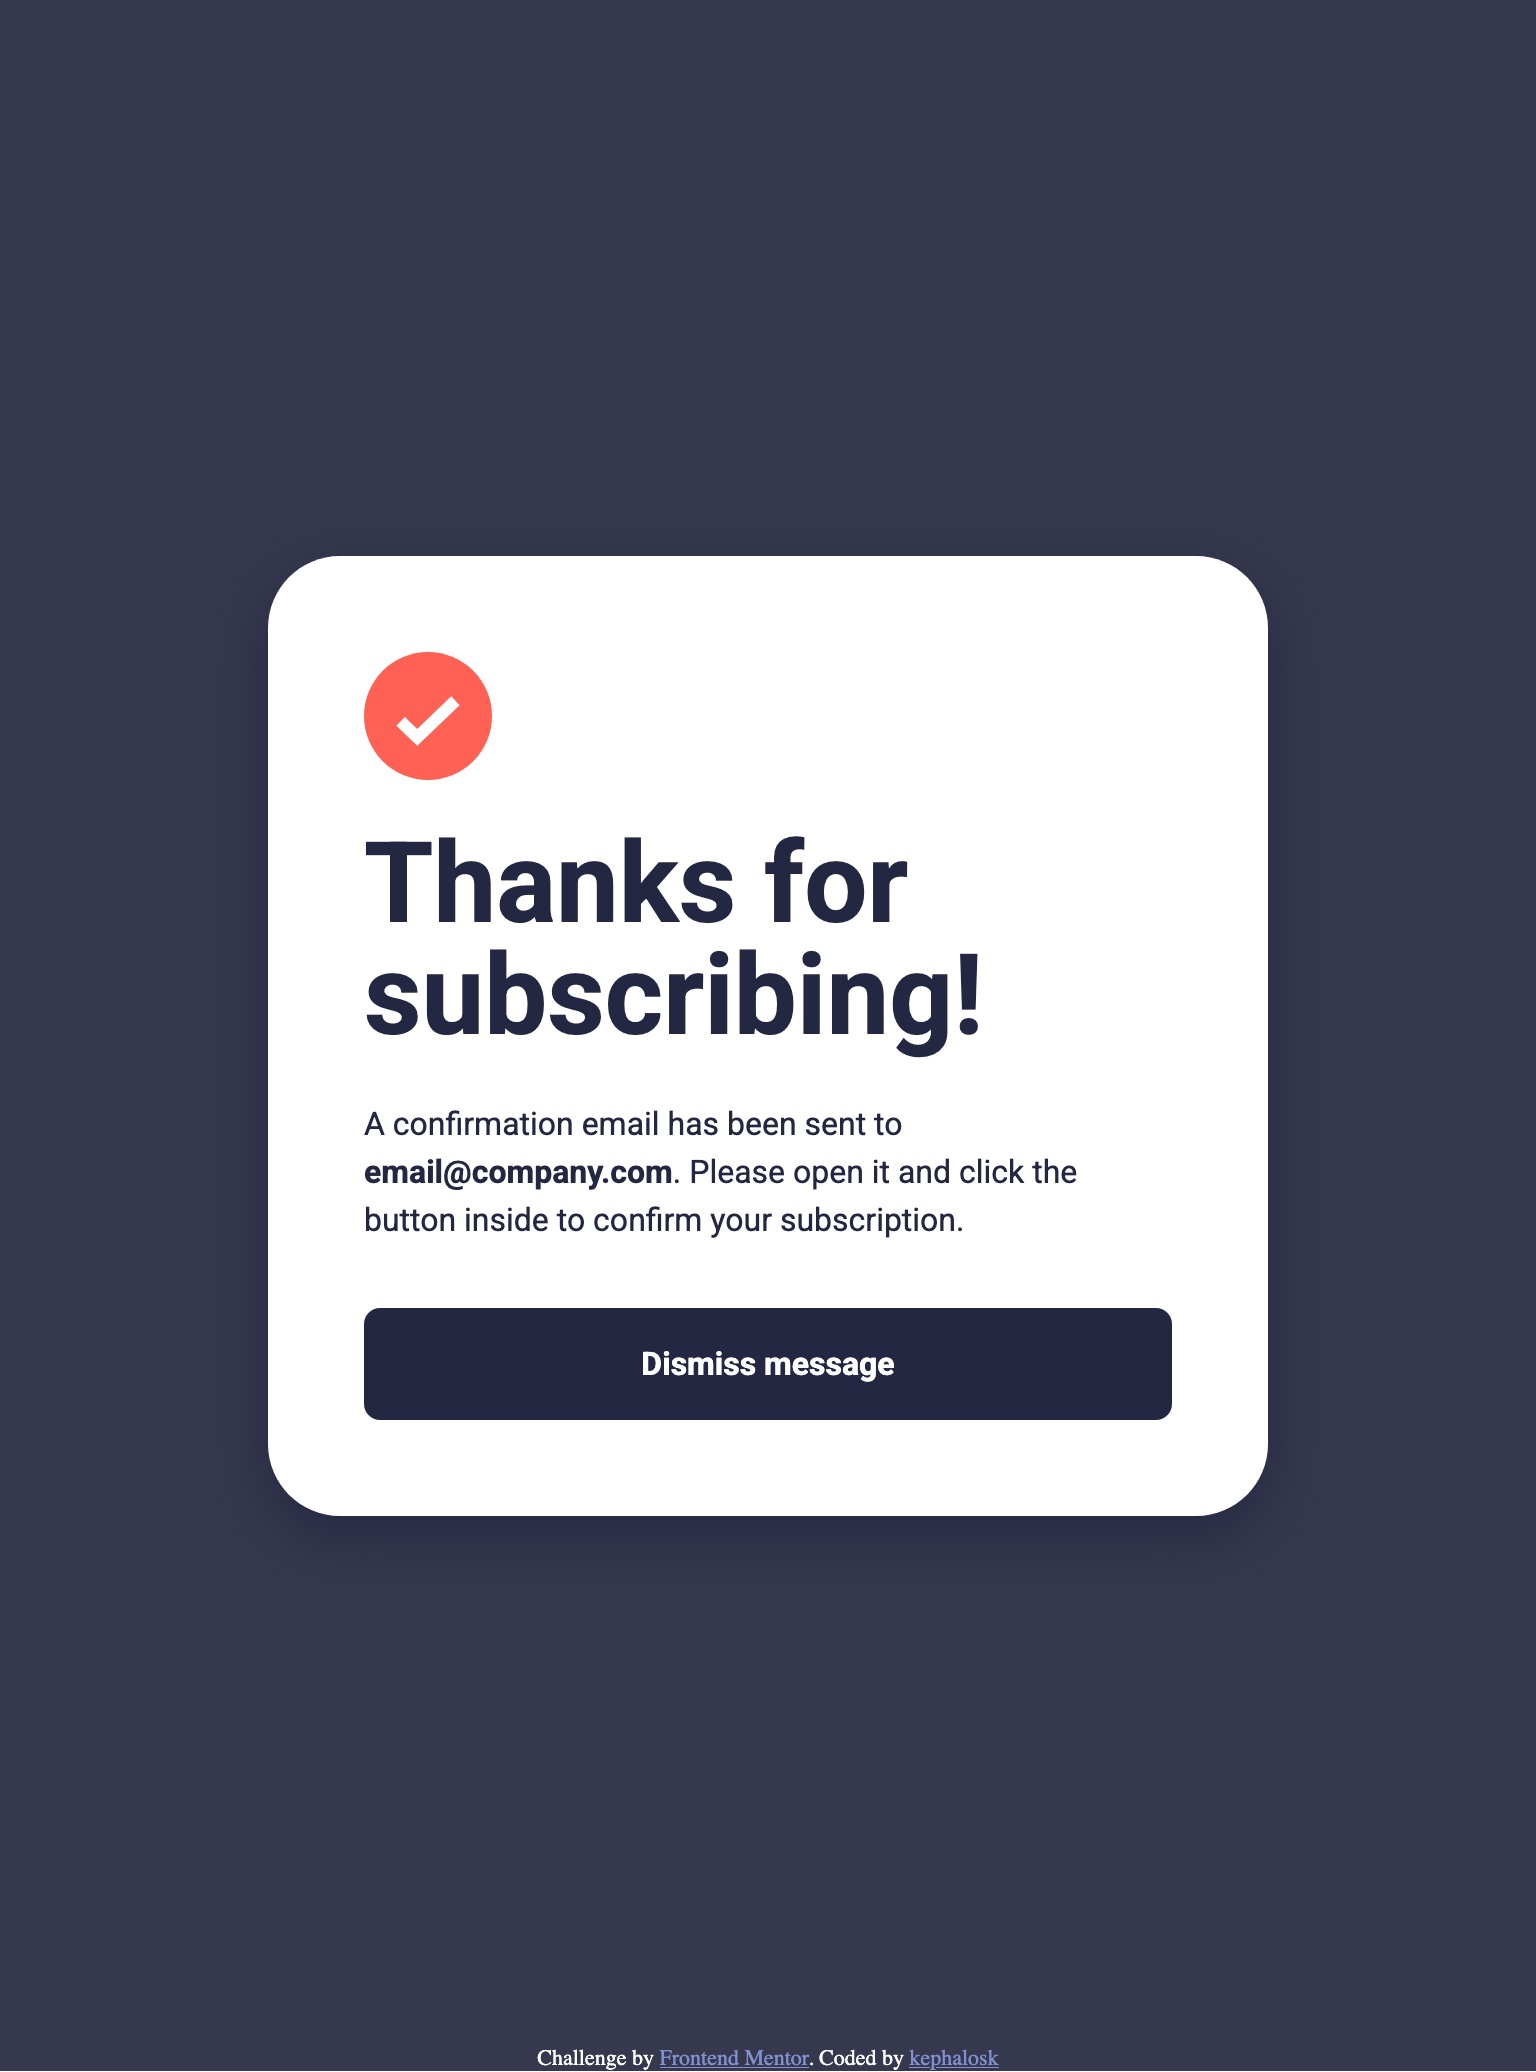 Thanks for
subscribing!
A confirmation email has been sent to
email@company.com. Please open it and click the
button inside to confirm your subscription.
Dismiss message
Challenge by Frontend Mentor. Coded by kephalosk